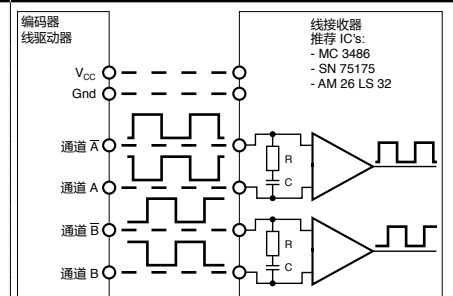 编码器
线驱动器
线接收器
推荐 IC's:
- MC 3486
- SN 75175
- AM 26 LS 32
VCC
Gnd
通道 A̅
R
C
通道 A
通道 B̅
R
C
通道 B